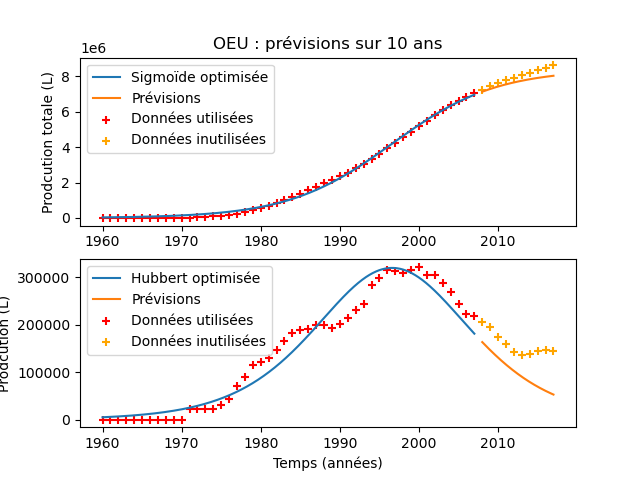 OEU : prévisions sur 10 ans
1e6
Prodcution totale (L)
8
6
4
2
0
Sigmoïde optimisée
Prévisions
Données utilisées
Données inutilisées
1960 1970 1980 1990 2000 2010
Prodcution (L)
300000
200000
100000
0
Hubbert optimisée
Prévisions
Données utilisées
Données inutilisées
1960 1970 1980 1990 2000 2010
Temps (années)